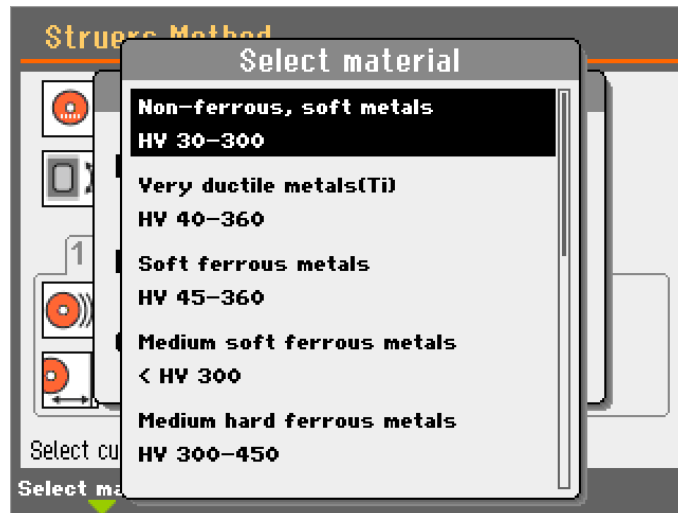 Struers Method
Select material
Non-ferrous, soft metals
HV 30-300
Very ductile metals(Ti)
HV 40-360
Soft ferrous metals
HV 45-360
1
Medium soft ferrous metals
< HV 300
Medium hard ferrous metals
HV 300-450
Select cu
Select ma